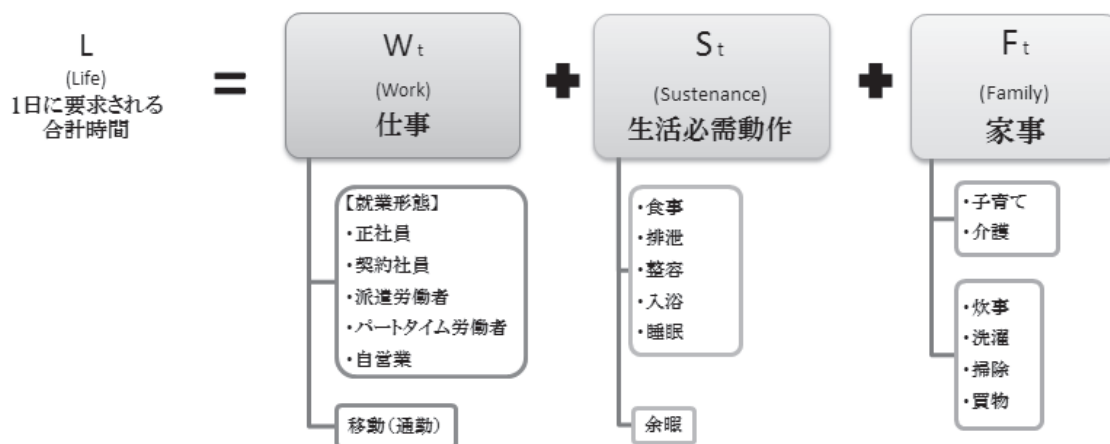 L
(Life)
1日に要求される
合計時間
=
W t
(Work)
仕事
【就業形態】
・正社員
・契約社員
・派遣労働者
・パートタイム労働者
・自営業
移動(通勤)
+
S t
(Sustenance)
生活必需動作
・食事
・排泄
・整容
・入浴
・睡眠
余暇
+
F t
(Family)
家事
・子育て
・介護
・炊事
・洗濯
・掃除
・買物